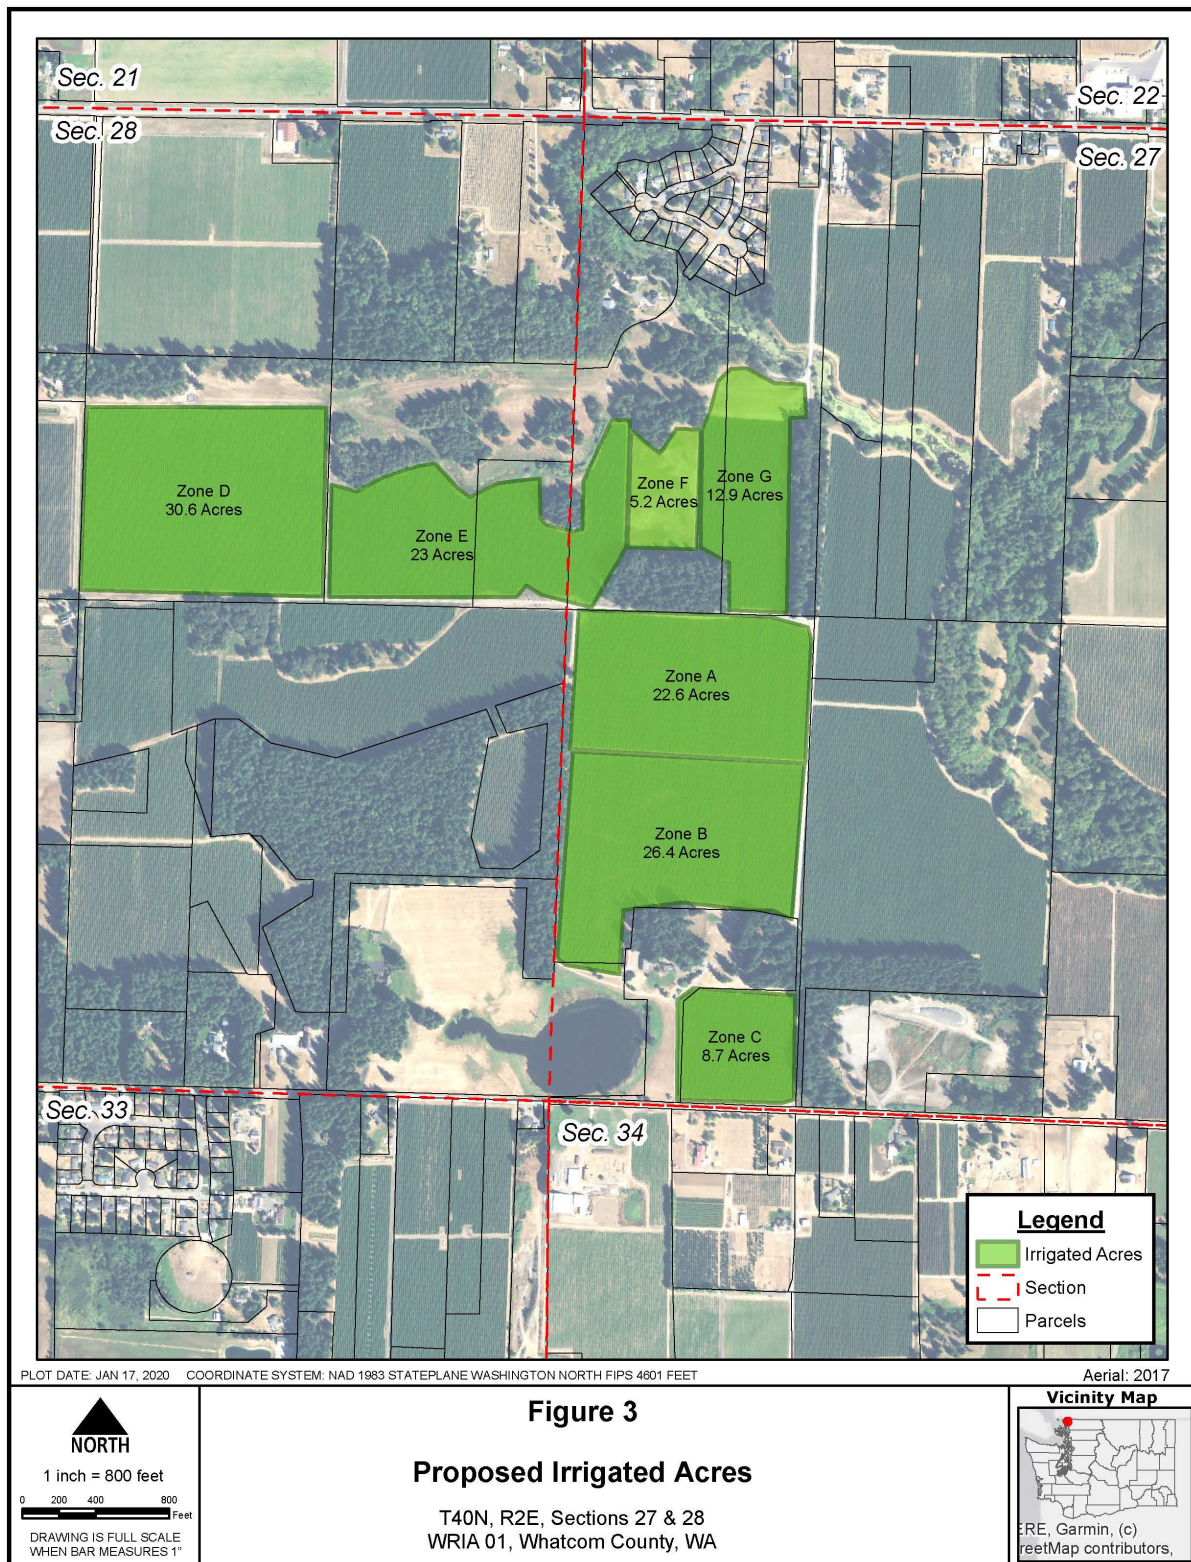 Sec. 21
Sec. 22
Sec. 28
Sec. 27
Zone D
30.6 Acres
Zone E
23 Acres
Zone F
5.2 Acres
Zone G
12.9 Acres
Zone A
22.6 Acres
Zone B
26.4 Acres
Zone C
8.7 Acres
Sec. 33
Sec. 34
Legend
Irrigated Acres
Section
Parcels
PLOT DATE: JAN 17, 2020 COORDINATE SYSTEM: NAD 1983 STATEPLANE WASHINGTON NORTH FIPS 4601 FEET
Aerial: 2017
NORTH
1 inch = 800 feet
0 200 400 800
Feet
DRAWING IS FULL SCALE
WHEN BAR MEASURES 1"
Figure 3
Proposed Irrigated Acres
T40N, R2E, Sections 27 & 28
WRIA 01, Whatcom County, WA
Vicinity Map
ERE, Garmin, (c)
reetMap contributors,